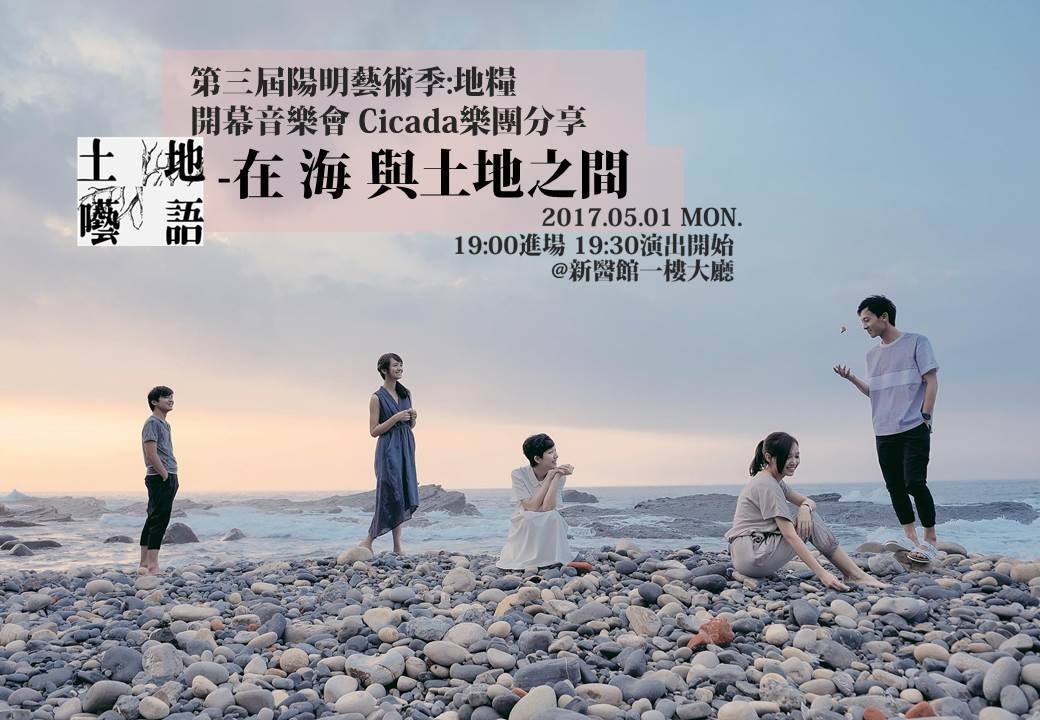 第三屆陽明藝術季:地糧
開幕音樂會 Cicada樂團分享
-在 海 與土地之間
土 地
囈 語
2017.05.01 MON.
19:00進場 19:30演出開始
@新醫館一樓大廳